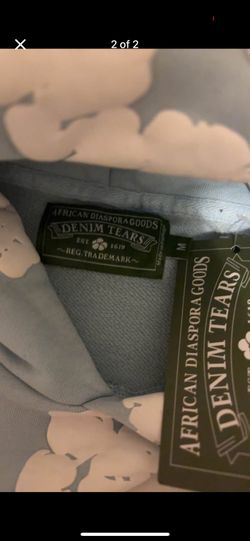 2 of 2
AFRICAN DIASPORA GOODS
DENIM TEARS
EST. 1619
~REG. TRADEMARK~
M
AFRICAN DIASPORA GOODS
DENIM TEARS